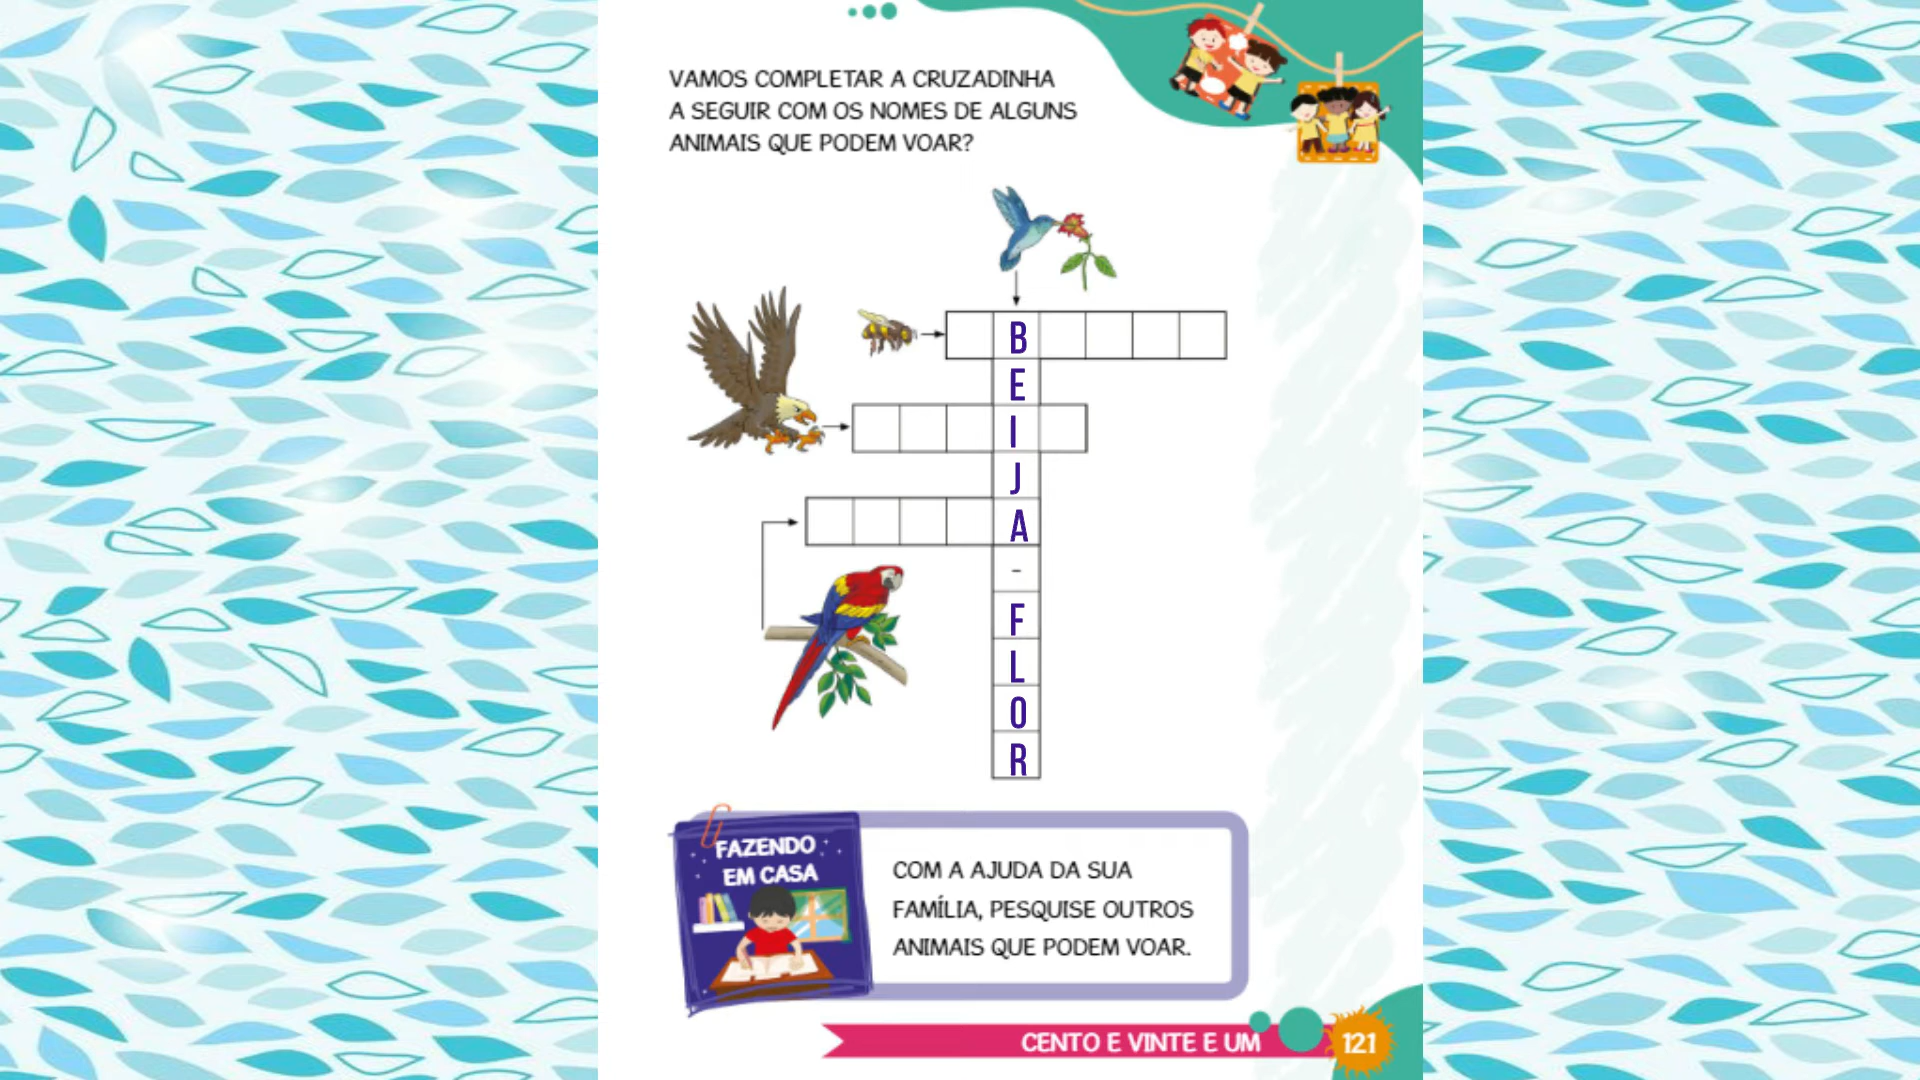 VAMOS COMPLETAR A CRUZADINHA
A SEGUIR COM OS NOMES DE ALGUNS
ANIMAIS QUE PODEM VOAR?
B
E
I
J
A
-
F
L
O
R
FAZENDO
EM CASA
COM A AJUDA DA SUA
FAMÍLIA, PESQUISE OUTROS
ANIMAIS QUE PODEM VOAR.
CENTO E VINTE E UM
121